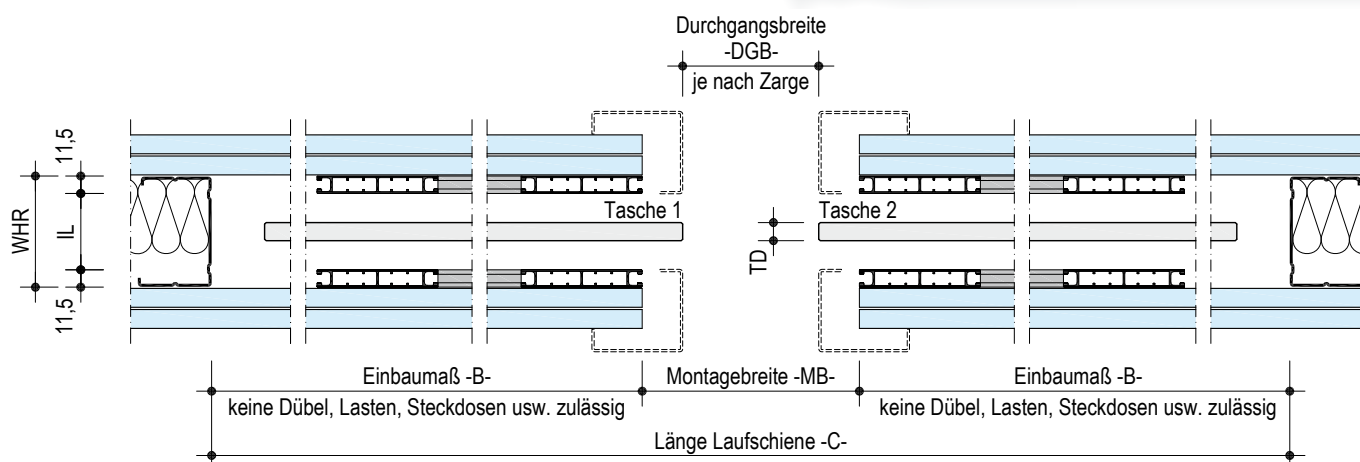 Durchgangsbreite
-DGB-
je nach Zarge
11,5
WHR
IL
11,5
Tasche 1
Tasche 2
TD
Einbaumaß -B-
Montagebreite -MB-
Einbaumaß -B-
keine Dübel, Lasten, Steckdosen usw. zulässig
keine Dübel, Lasten, Steckdosen usw. zulässig
Länge Laufschiene -C-